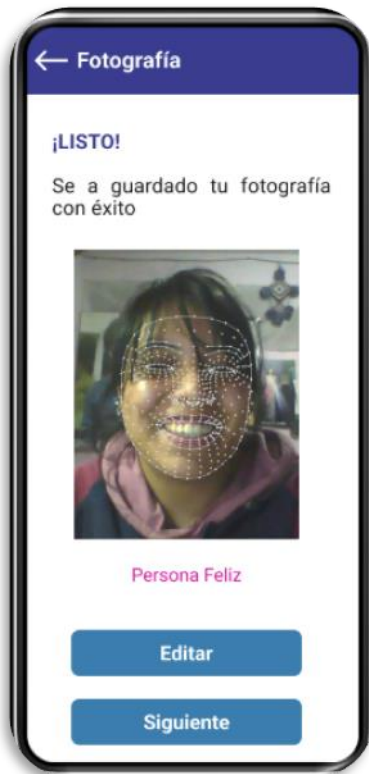 ← Fotografía
¡LISTO!
Se a guardado tu fotografía
con éxito
Persona Feliz
Editar
Siguiente